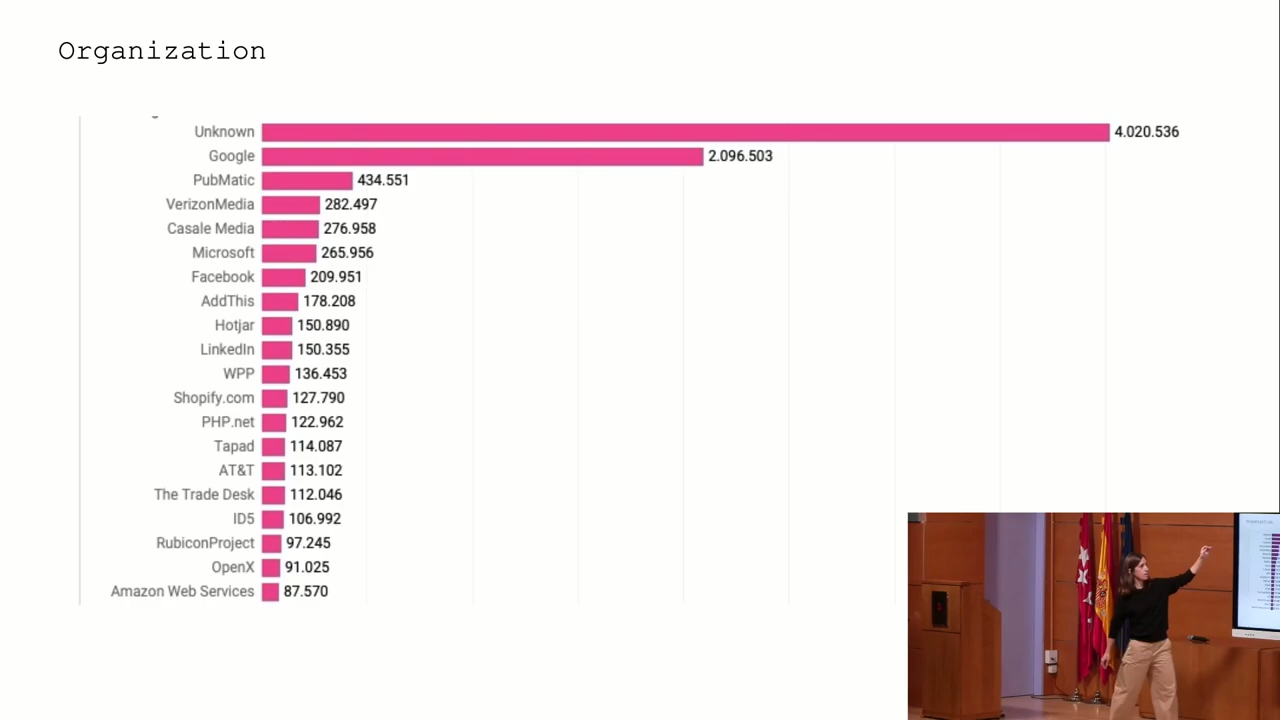 Organization
Unknown 4.020.536
Google 2.096.503
PubMatic 434.551
VerizonMedia 282.497
Casale Media 276.958
Microsoft 265.956
Facebook 209.951
AddThis 178.208
Hotjar 150.890
LinkedIn 150.355
WPP 136.453
Shopify.com 127.790
PHP.net 122.962
Tapad 114.087
AT&T 113.102
The Trade Desk 112.046
ID5 106.992
RubiconProject 97.245
OpenX 91.025
Amazon Web Services 87.570